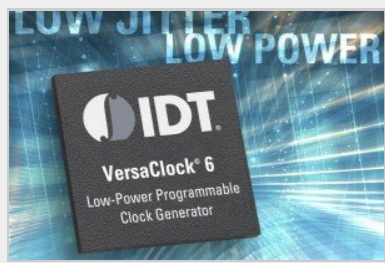 LOW JITTER
LOW POWER
IDT.
VersaClock® 6
Low-Power Programmable
Clock Generator